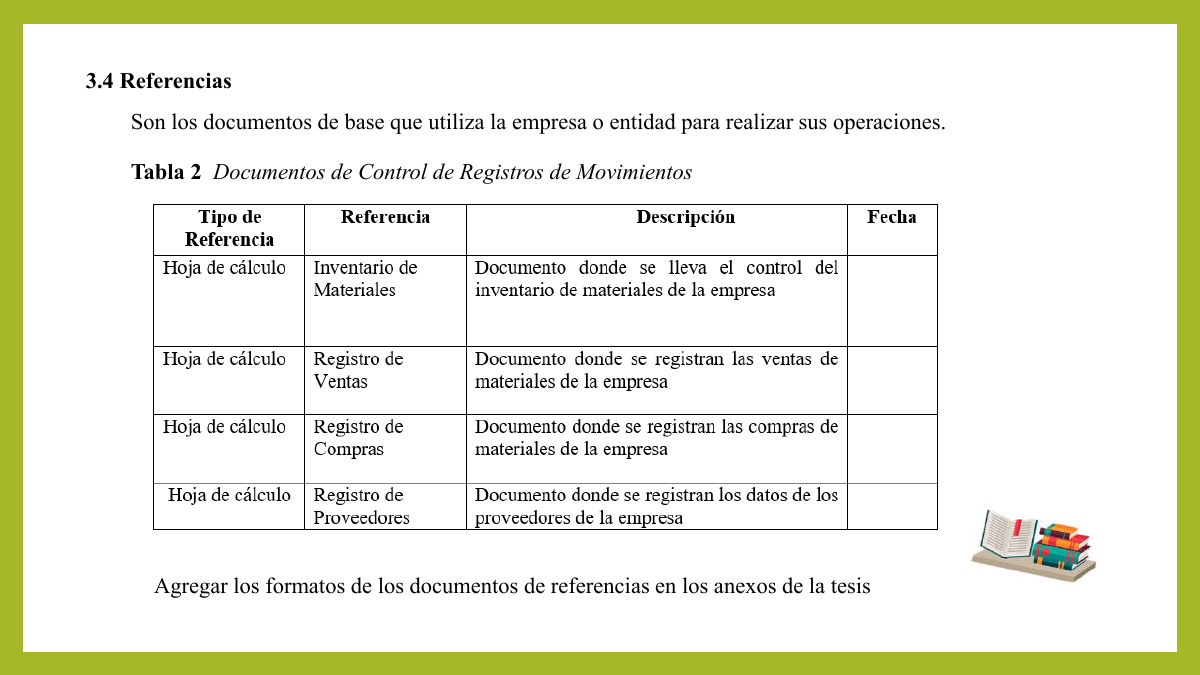 3.4 Referencias
Son los documentos de base que utiliza la empresa o entidad para realizar sus operaciones.
Tabla 2 Documentos de Control de Registros de Movimientos
Tipo de
Referencia
Referencia
Descripción
Fecha
Hoja de cálculo
Inventario de
Materiales
Documento donde se lleva el control del
inventario de materiales de la empresa
Hoja de cálculo
Registro de
Ventas
Documento donde se registran las ventas de
materiales de la empresa
Hoja de cálculo
Registro de
Compras
Documento donde se registran las compras de
materiales de la empresa
Hoja de cálculo
Registro de
Proveedores
Documento donde se registran los datos de los
proveedores de la empresa
Agregar los formatos de los documentos de referencias en los anexos de la tesis